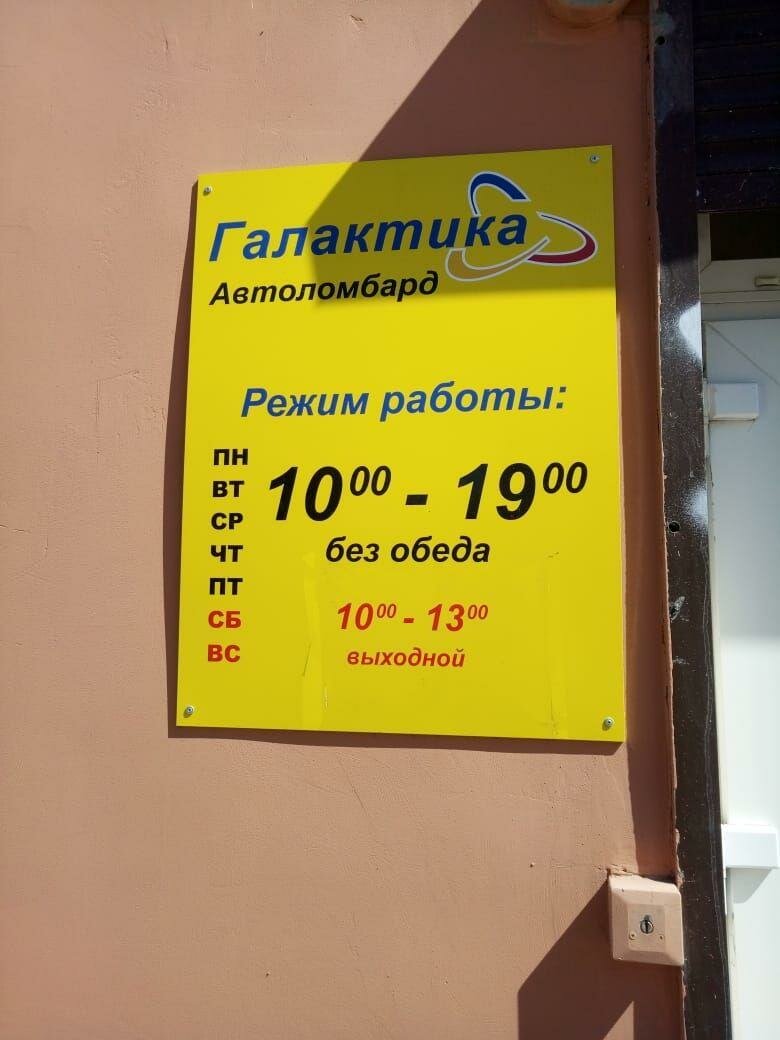 Галактика
Автоломбард
Режим работы:
ПН
ВТ 10⁰⁰ - 19⁰⁰
СР
ЧТ без обеда
ПТ
СБ 10⁰⁰ - 13⁰⁰
ВС выходной